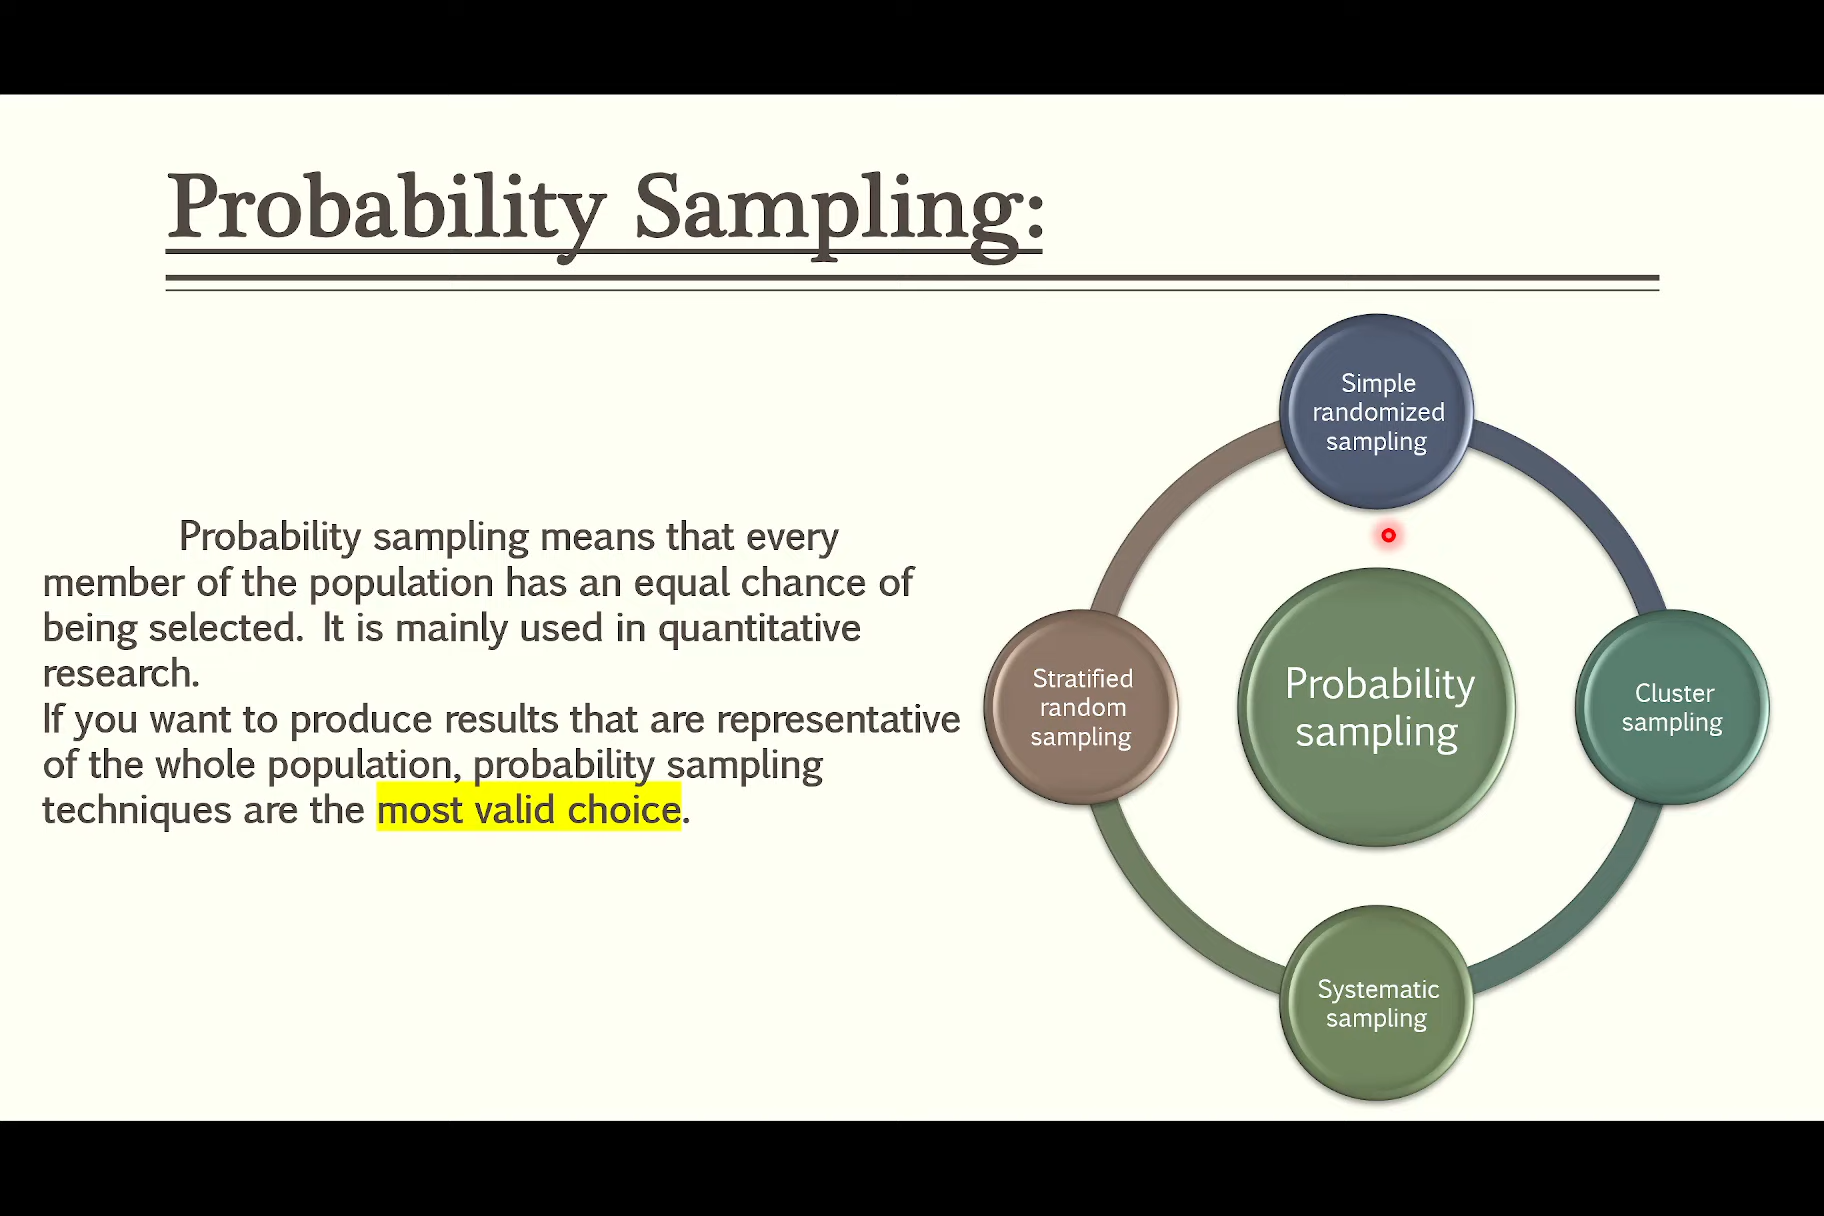 Probability Sampling:
Probability sampling means that every
member of the population has an equal chance of
being selected. It is mainly used in quantitative
research.
If you want to produce results that are representative
of the whole population, probability sampling
techniques are the most valid choice.
Simple
randomized
sampling
Stratified
random
sampling
Probability
sampling
Cluster
sampling
Systematic
sampling